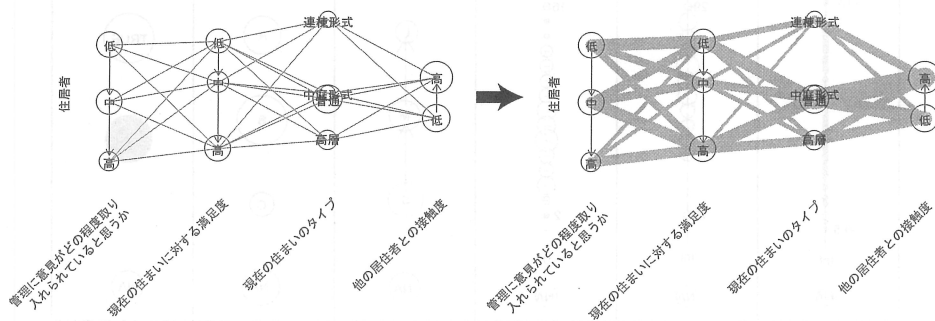 住居者
低
中
高
低
中
高
連棟形式
中庭形式
普通
高層
高
低
管理に意見がどの程度取り
入れられていると思うか
現在の住まいに対する満足度
現在の住まいのタイプ
他の居住者との接触度
住居者
低
中
高
低
中
高
連棟形式
中庭形式
普通
高層
高
低
管理に意見がどの程度取り
入れられていると思うか
現在の住まいに対する満足度
現在の住まいのタイプ
他の居住者との接触度